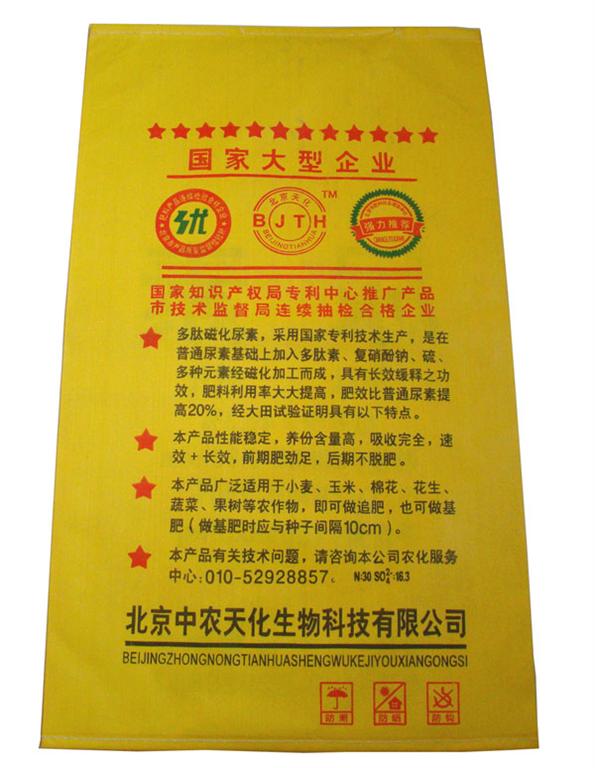 国家大型企业
优
北京天化
BJTH
TM
BEIJINGTIANHUA
强力推荐
国家知识产权局专利中心推广产品
市技术监督局连续抽检合格企业
多肽磁化尿素，采用国家专利技术生产，是在
普通尿素基础上加入多肽素、复硝酚钠、硫、
多种元素经磁化加工而成，具有长效缓释之功
效，肥料利用率大大提高，肥效比普通尿素提
高20%，经大田试验证明具有以下特点。
本产品性能稳定，养份含量高，吸收完全，速
效+长效，前期肥劲足，后期不脱肥。
本产品广泛适用于小麦、玉米、棉花、花生、
蔬菜、果树等农作物，即可做追肥，也可做基
肥（做基肥时应与种子间隔10cm）。
本产品有关技术问题，请咨询本公司农化服务
中心：010-52928857。 N:30 SO₄²⁻:16.3
北京中农天化生物科技有限公司
BEIJINGZHONGNONGTIANHUASHENGWUKEJIYOUXIANGONGSI
防潮 防晒 防钩